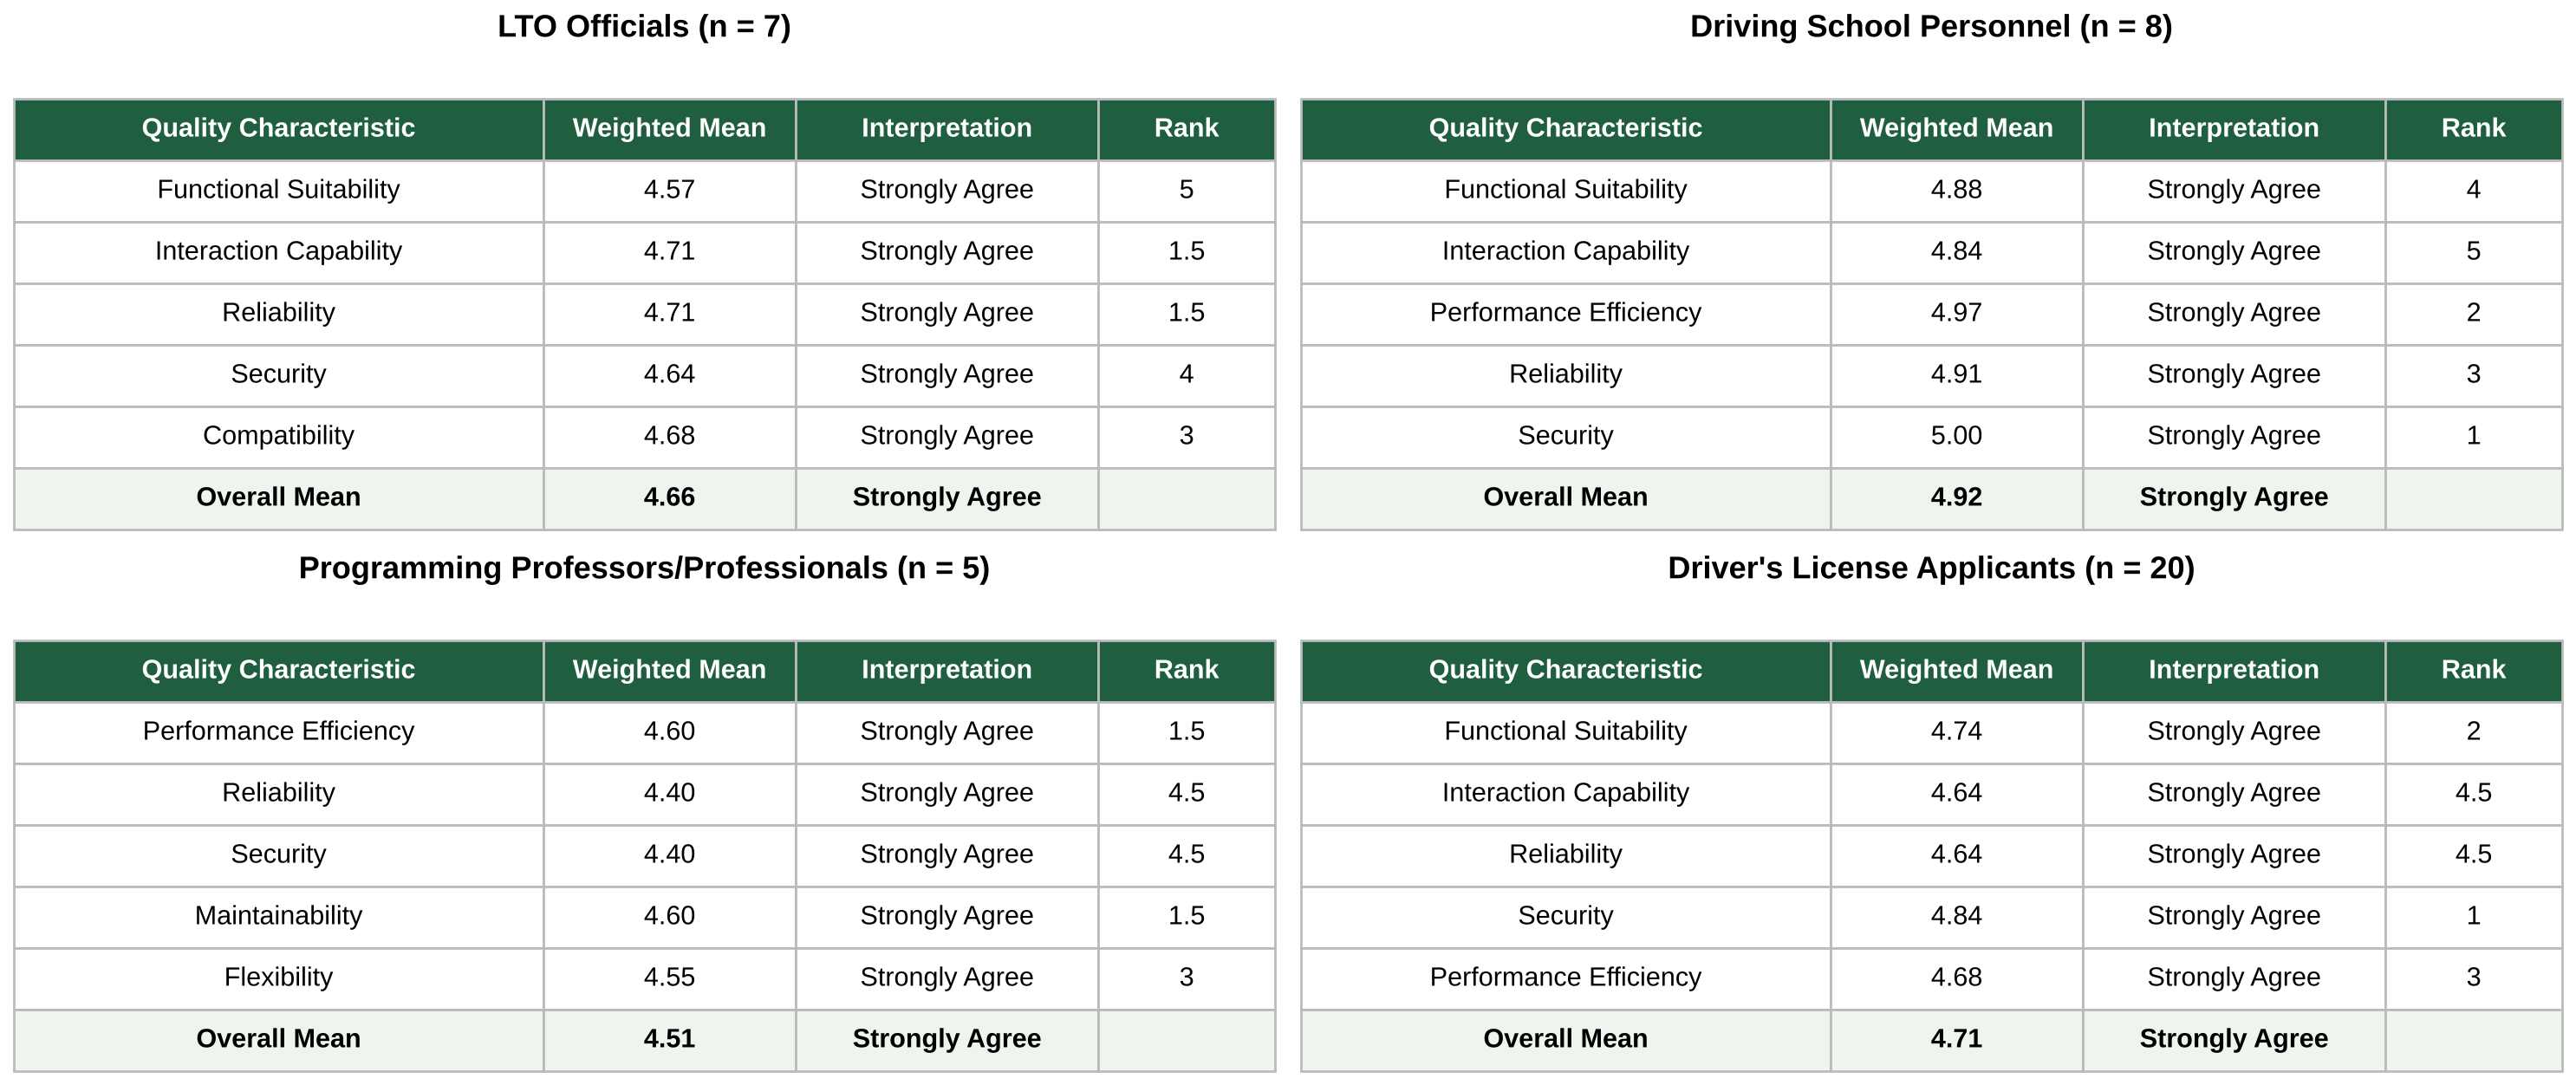 LTO Officials (n = 7)
Quality Characteristic Weighted Mean Interpretation Rank
Functional Suitability 4.57 Strongly Agree 5
Interaction Capability 4.71 Strongly Agree 1.5
Reliability 4.71 Strongly Agree 1.5
Security 4.64 Strongly Agree 4
Compatibility 4.68 Strongly Agree 3
Overall Mean 4.66 Strongly Agree
Driving School Personnel (n = 8)
Quality Characteristic Weighted Mean Interpretation Rank
Functional Suitability 4.88 Strongly Agree 4
Interaction Capability 4.84 Strongly Agree 5
Performance Efficiency 4.97 Strongly Agree 2
Reliability 4.91 Strongly Agree 3
Security 5.00 Strongly Agree 1
Overall Mean 4.92 Strongly Agree
Programming Professors/Professionals (n = 5)
Quality Characteristic Weighted Mean Interpretation Rank
Performance Efficiency 4.60 Strongly Agree 1.5
Reliability 4.40 Strongly Agree 4.5
Security 4.40 Strongly Agree 4.5
Maintainability 4.60 Strongly Agree 1.5
Flexibility 4.55 Strongly Agree 3
Overall Mean 4.51 Strongly Agree
Driver's License Applicants (n = 20)
Quality Characteristic Weighted Mean Interpretation Rank
Functional Suitability 4.74 Strongly Agree 2
Interaction Capability 4.64 Strongly Agree 4.5
Reliability 4.64 Strongly Agree 4.5
Security 4.84 Strongly Agree 1
Performance Efficiency 4.68 Strongly Agree 3
Overall Mean 4.71 Strongly Agree